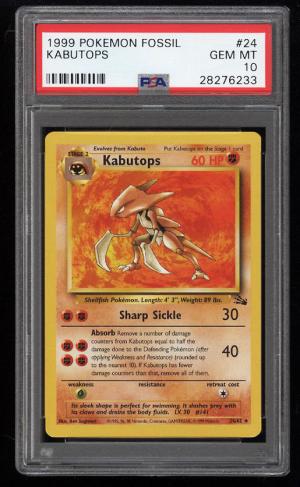 1999 POKEMON FOSSIL #24
KABUTOPS GEM MT
10
PSA 28276233
Evolves from Kabuto Put Kabutops on the Stage 1 card
STAGE 2
Kabutops 60 HP
Shellfish Pokémon. Length: 4' 3", Weight: 89 lbs.
Sharp Sickle 30
Absorb Remove a number of damage
counters from Kabutops equal to half the
damage done to the Defending Pokémon (after
applying Weakness and Resistance) (rounded up
to the nearest 10). If Kabutops has fewer
damage counters than that, remove all of them.
40
weakness resistance retreat cost
Its sleek shape is perfect for swimming. It slashes prey with
its claws and drains the body fluids. LV. 30 #141
Illus. Ken Sugimori 24/62